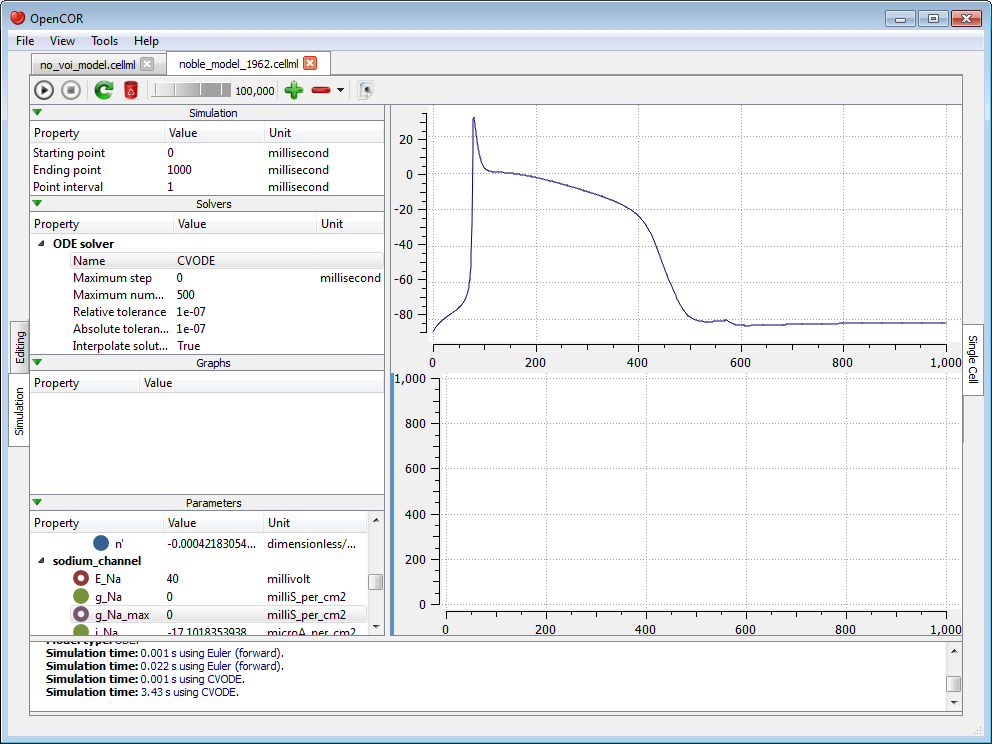 OpenCOR
File View Tools Help
no_voi_model.cellml noble_model_1962.cellml
100,000
Simulation
Property Value Unit
Starting point 0 millisecond
Ending point 1000 millisecond
Point interval 1 millisecond
Solvers
Property Value Unit
ODE solver
Name CVODE
Maximum step 0 millisecond
Maximum num... 500
Relative tolerance 1e-07
Absolute toleran... 1e-07
Interpolate solut... True
Graphs
Property Value
Parameters
Property Value Unit
n' -0.00042183054... dimensionless/...
sodium_channel
E_Na 40 millivolt
g_Na 0 milliS_per_cm2
g_Na_max 0 milliS_per_cm2
i_Na -17.1018353938... microA_per_cm2
Editing
Simulation
20
0
-20
-40
-60
-80
0 200 400 600 800 1,000
1,000
800
600
400
200
0
0 200 400 600 800 1,000
Single Cell
Model type: ODE.
Simulation time: 0.001 s using Euler (forward).
Simulation time: 0.022 s using Euler (forward).
Simulation time: 0.001 s using CVODE.
Simulation time: 3.43 s using CVODE.